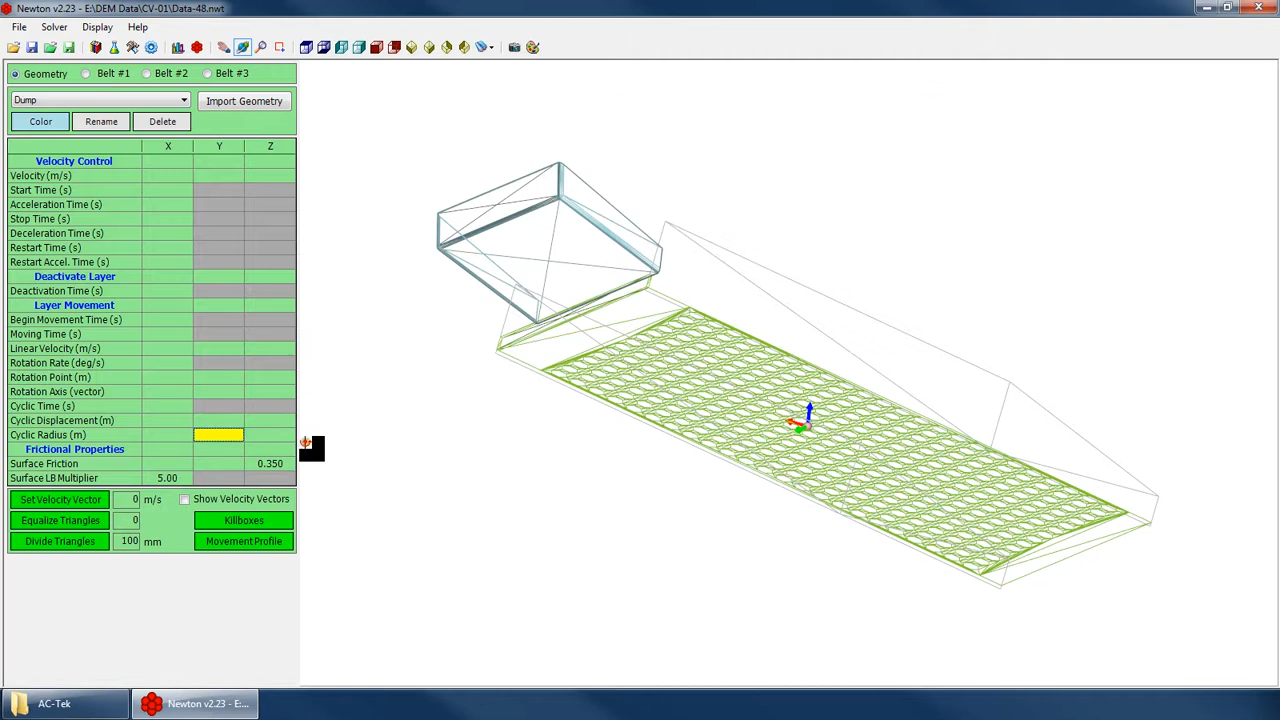 Newton v2.23 - E:\DEM Data\CV-01\Data-48.nwt
File Solver Display Help
Geometry Belt #1 Belt #2 Belt #3
Dump Import Geometry
Color Rename Delete
X Y Z
Velocity Control
Velocity (m/s)
Start Time (s)
Acceleration Time (s)
Stop Time (s)
Deceleration Time (s)
Restart Time (s)
Restart Accel. Time (s)
Deactivate Layer
Deactivation Time (s)
Layer Movement
Begin Movement Time (s)
Moving Time (s)
Linear Velocity (m/s)
Rotation Rate (deg/s)
Rotation Point (m)
Rotation Axis (vector)
Cyclic Time (s)
Cyclic Displacement (m)
Cyclic Radius (m)
Frictional Properties
Surface Friction 0.350
Surface LB Multiplier 5.00
Set Velocity Vector 0 m/s Show Velocity Vectors
Equalize Triangles 0 Killboxes
Divide Triangles 100 mm Movement Profile
AC-Tek Newton v2.23 - E:...